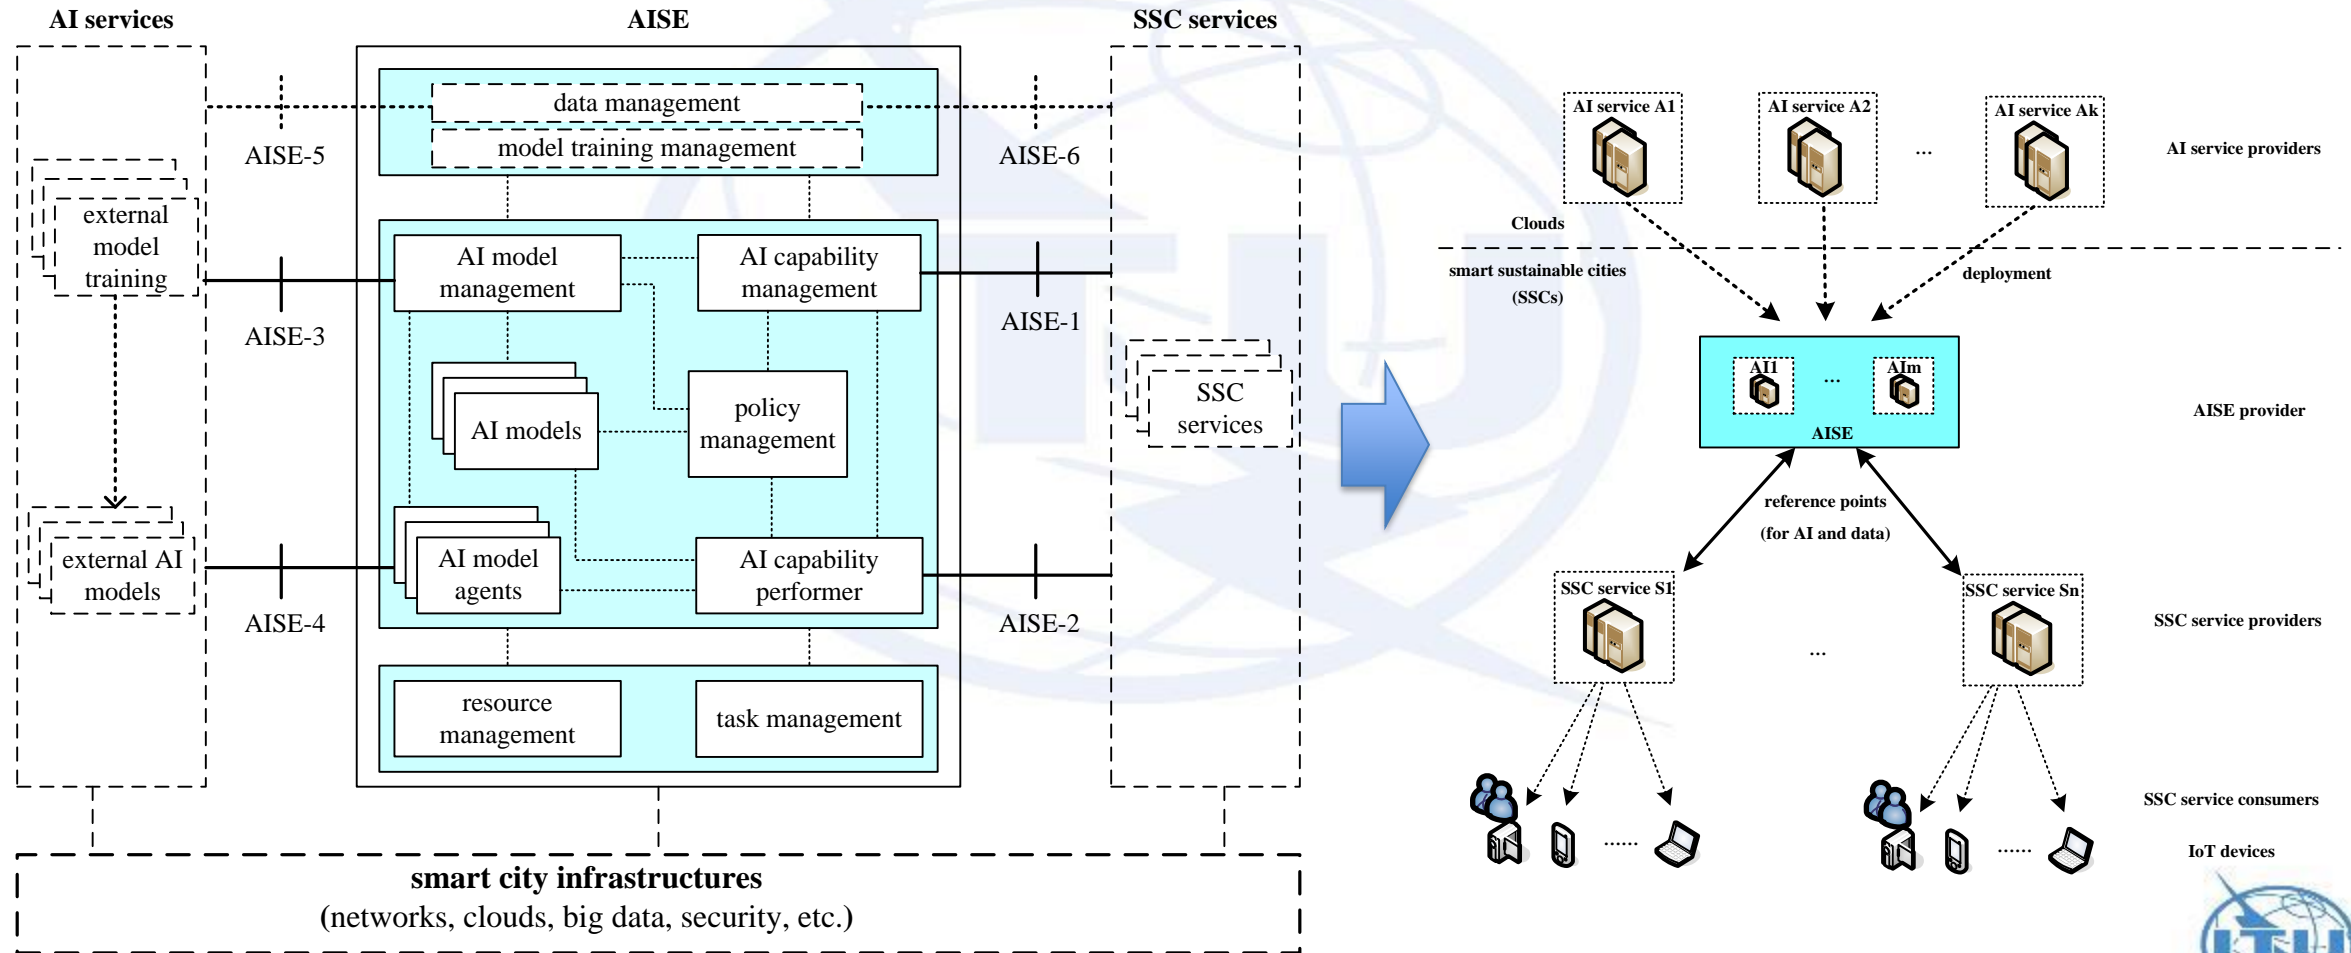 AI services
AISE
SSC services
data management
model training management
AISE-5
AISE-6
external
model
training
AI model
management
AI capability
management
AISE-3
AISE-1
AI models
policy
management
SSC
services
external AI
models
AI model
agents
AI capability
performer
AISE-4
AISE-2
resource
management
task management
smart city infrastructures
(networks, clouds, big data, security, etc.)
AI service A1
AI service A2
AI service Ak
...
AI service providers
Clouds
smart sustainable cities
(SSCs)
deployment
AI1
...
AIm
AISE
AISE provider
reference points
(for AI and data)
SSC service S1
SSC service Sn
...
SSC service providers
SSC service consumers
......
......
IoT devices
ITU